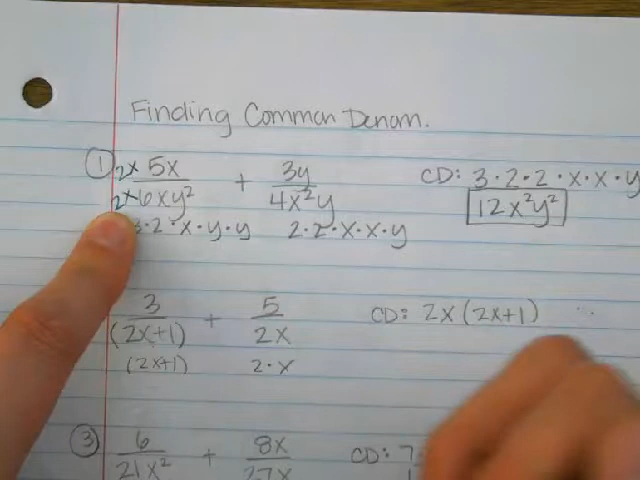 Finding Common Denom.
① 2x 5x / 2x 6xy² + 3y / 4x²y CD: 3·2·2·x·x·y
12x²y²
3·2·x·y·y 2·2·x·x·y
3 / (2x+1) + 5 / 2x CD: 2x(2x+1)
(2x+1) 2·x
③ 6 / 21x² + 8x / 27x CD: 7